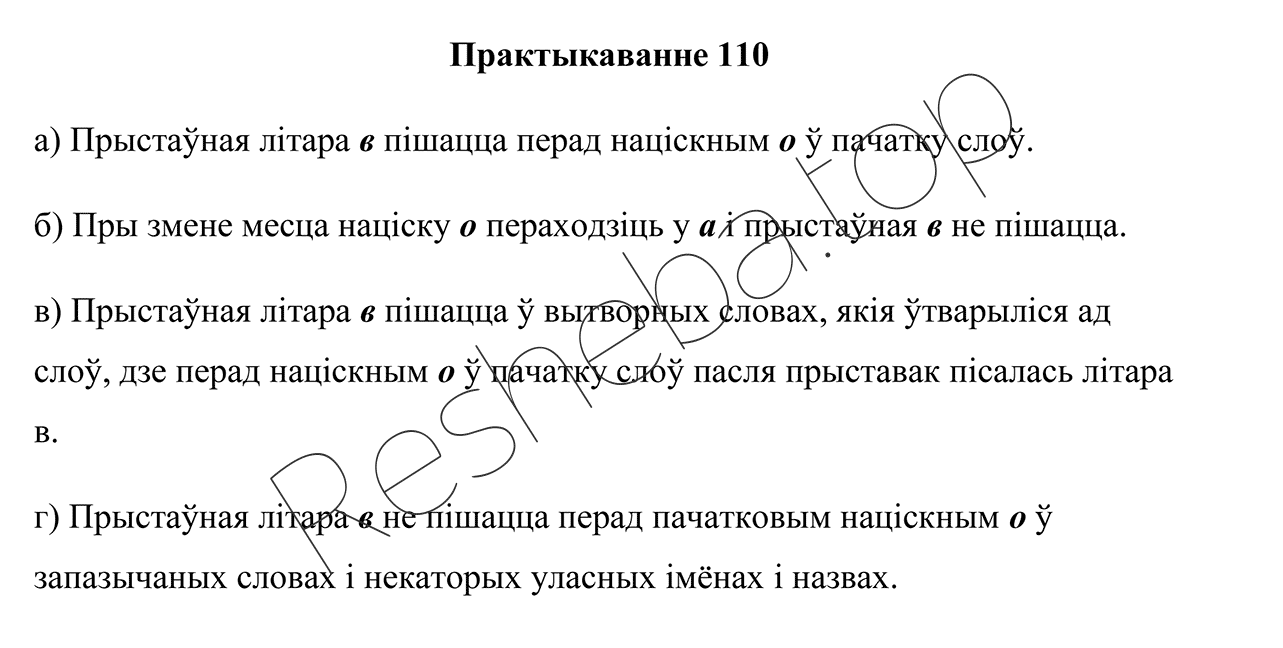 Практыкаванне 110
а) Прыстаўная літара в пішацца перад націскным о ў пачатку слоў.
б) Пры змене месца націску о пераходзіць у а і прыстаўная в не пішацца.
в) Прыстаўная літара в пішацца ў вытворных словах, якія ўтварыліся ад
слоў, дзе перад націскным о ў пачатку слоў пасля прыставак пісалась літара
в.
г) Прыстаўная літара в не пішацца перад пачатковым націскным о ў
запазычаных словах і некаторых уласных імёнах і назвах.
Resheba.top